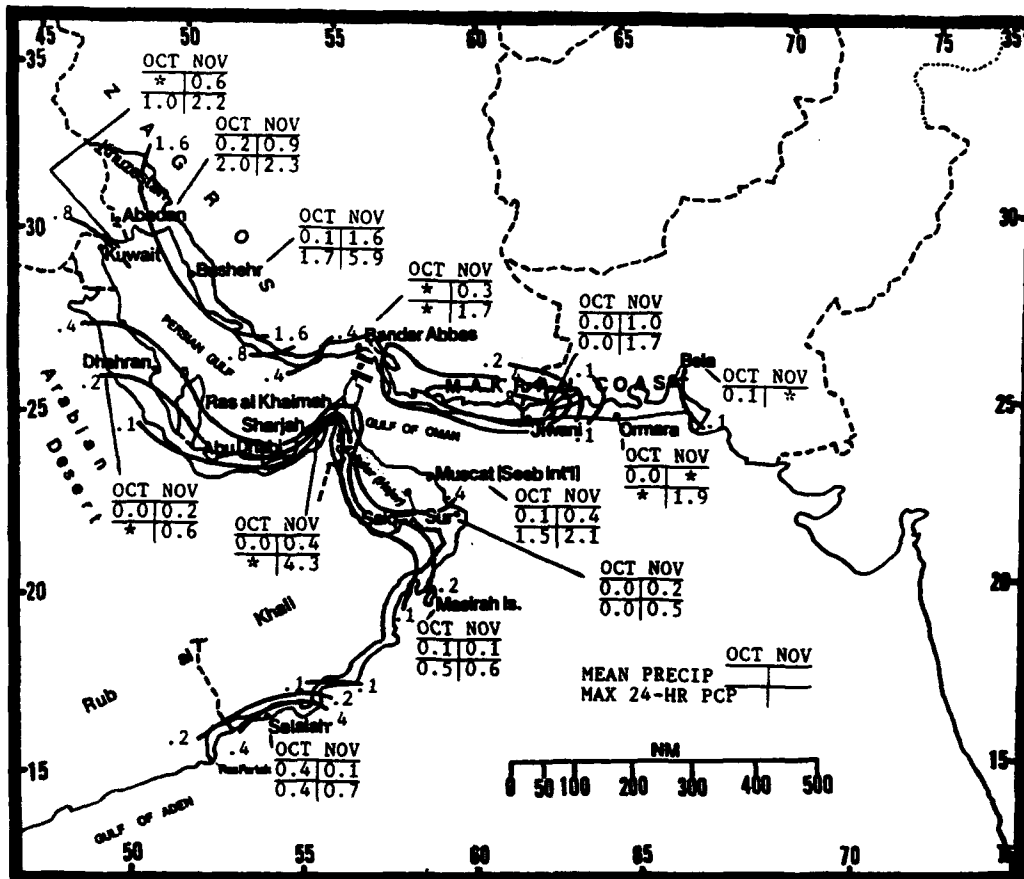 45 50 55 60 65 70 75 35
35
OCT NOV
* 0.6
1.0 2.2
Z A G R O S
OCT NOV
0.2 0.9
2.0 2.3
1.6
Khuzestan
.8
Abadan
30
30
Kuwait
Bushehr
OCT NOV
0.1 1.6
1.7 5.9
OCT NOV
* 0.3
* 1.7
OCT NOV
0.0 1.0
0.0 1.7
PERSIAN GULF
1.6
.8
.4
.4
Bandar Abbas
.2
.1
.4
Dhahran
.2
MAKRAN COAST
Bela
OCT NOV
0.1 *
Arabian Desert
Ras al Khaimah
25
25
Sharjah
GULF OF OMAN
Jiwani
.1
Ormara
.1
.1
Abu Dhabi
OCT NOV
0.0 *
* 1.9
Muscat (Seeb Int'l)
OCT NOV
0.0 0.2
* 0.6
OCT NOV
0.0 0.4
* 4.3
Sur
.4
OCT NOV
0.1 0.4
1.5 2.1
OCT NOV
0.0 0.2
0.0 0.5
20
20
.2
.1
Masirah Is.
OCT NOV
0.1 0.1
0.5 0.6
Rub al Khali
OCT NOV
MEAN PRECIP
MAX 24-HR PCP
.1
.1
.2
.4
.2
.4
Salalah
OCT NOV
0.4 0.1
0.4 0.7
15
15
NM
0 50 100 200 300 400 500
GULF OF ADEN
50 55 60 70